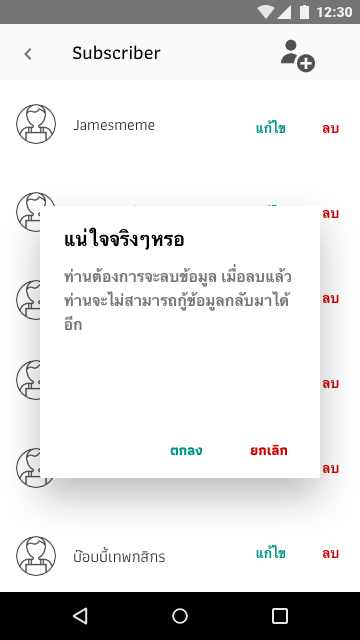 12:30
Subscriber
Jamesmeme แก้ไข ลบ
ลบ
แน่ใจจริงๆหรอ
ท่านต้องการจะลบข้อมูล เมื่อลบแล้ว
ท่านจะไม่สามารถกู้ข้อมูลกลับมาได้
อีก
ลบ
ลบ
ตกลง ยกเลิก
ลบ
บ๊อบบี้เทพกสิกร แก้ไข ลบ